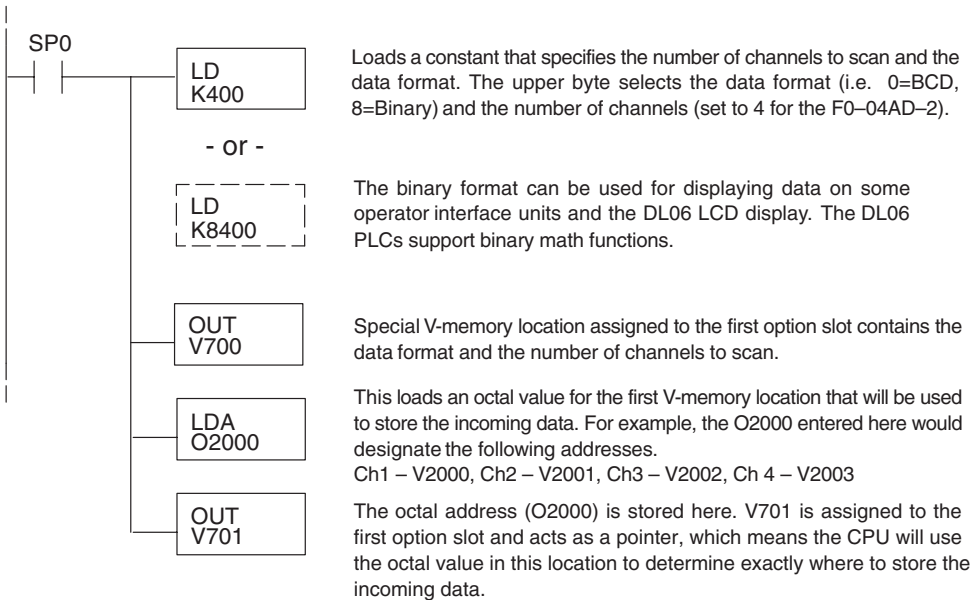 SP0
LD
K400
Loads a constant that specifies the number of channels to scan and the
data format. The upper byte selects the data format (i.e. 0=BCD,
8=Binary) and the number of channels (set to 4 for the F0–04AD–2).
- or -
LD
K8400
The binary format can be used for displaying data on some
operator interface units and the DL06 LCD display. The DL06
PLCs support binary math functions.
OUT
V700
Special V-memory location assigned to the first option slot contains the
data format and the number of channels to scan.
LDA
O2000
This loads an octal value for the first V-memory location that will be used
to store the incoming data. For example, the O2000 entered here would
designate the following addresses.
Ch1 – V2000, Ch2 – V2001, Ch3 – V2002, Ch 4 – V2003
OUT
V701
The octal address (O2000) is stored here. V701 is assigned to the
first option slot and acts as a pointer, which means the CPU will use
the octal value in this location to determine exactly where to store the
incoming data.